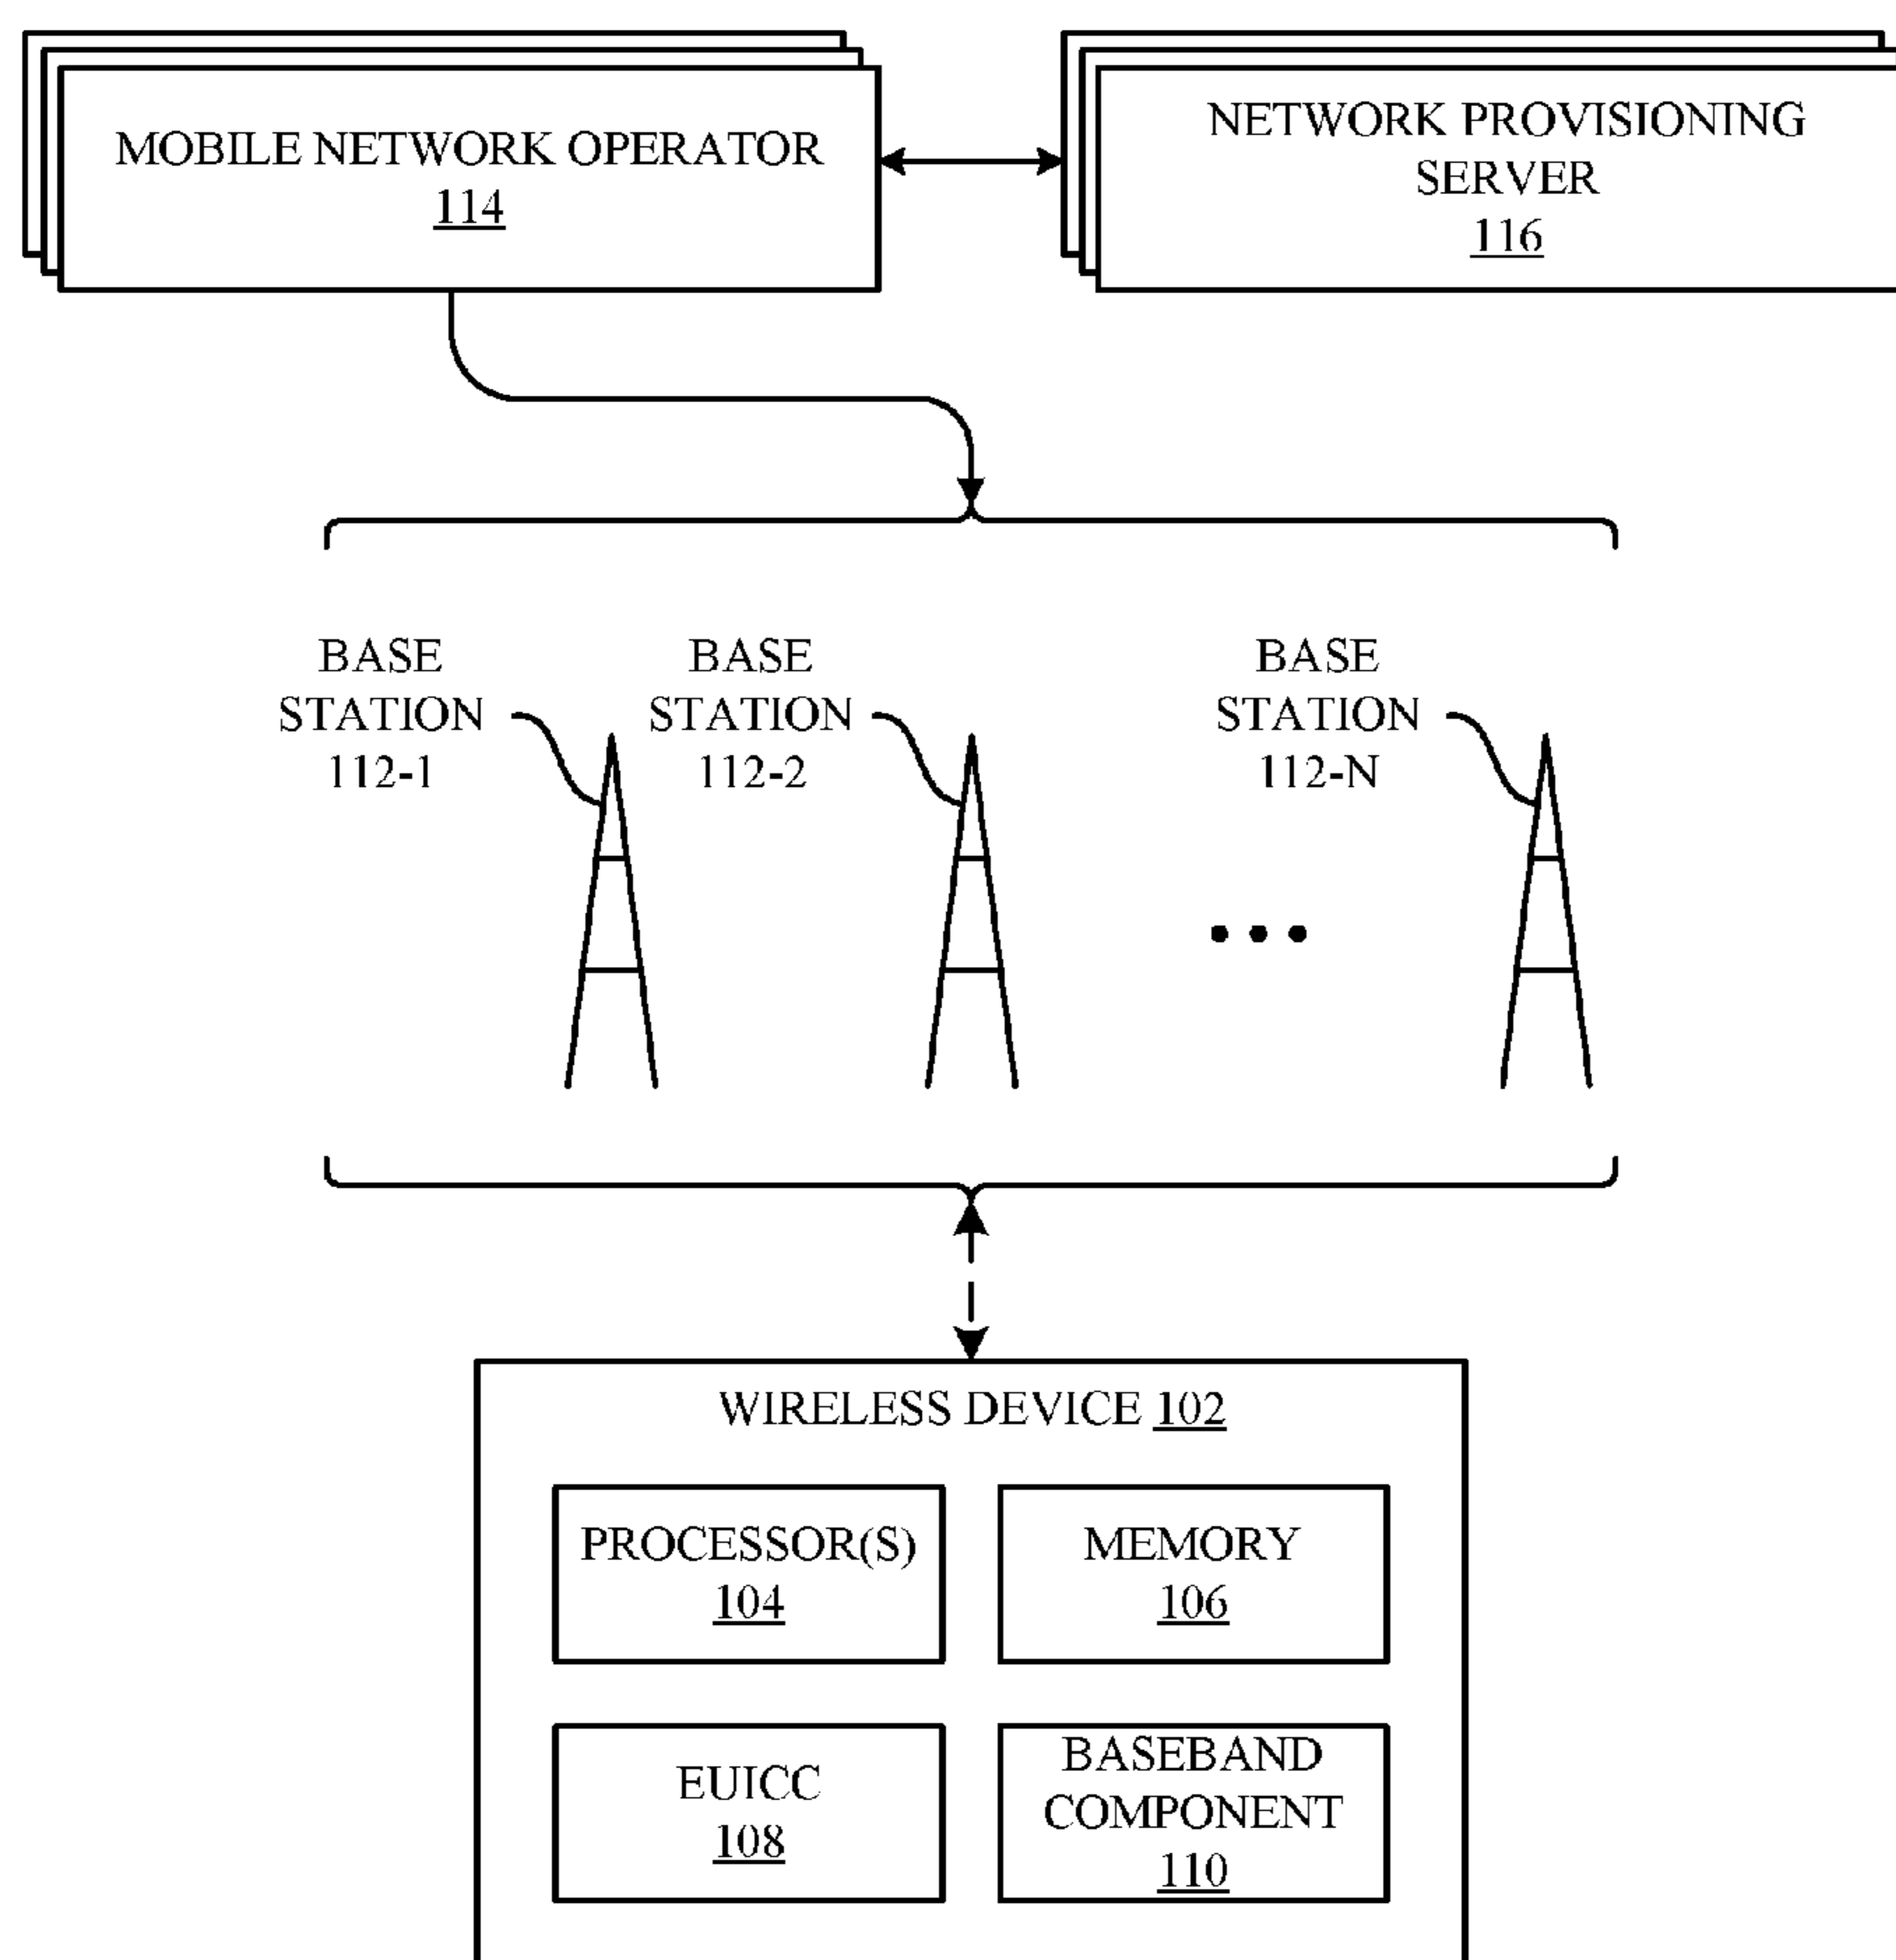 MOBILE NETWORK OPERATOR
114
NETWORK PROVISIONING
SERVER
116
BASE
STATION
112-1
BASE
STATION
112-2
BASE
STATION
112-N
WIRELESS DEVICE 102
PROCESSOR(S)
104
MEMORY
106
EUICC
108
BASEBAND
COMPONENT
110